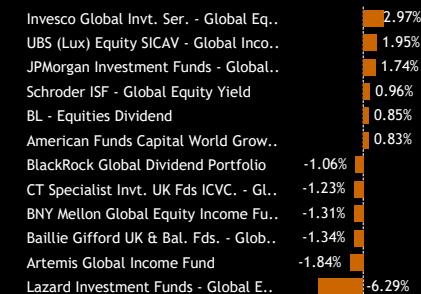 Invesco Global Invt. Ser. - Global Eq.. 2.97%
UBS (Lux) Equity SICAV - Global Inco.. 1.95%
JPMorgan Investment Funds - Global.. 1.74%
Schroder ISF - Global Equity Yield 0.96%
BL - Equities Dividend 0.85%
American Funds Capital World Grow.. 0.83%
BlackRock Global Dividend Portfolio -1.06%
CT Specialist Invt. UK Fds ICVC. - Gl.. -1.23%
BNY Mellon Global Equity Income Fu.. -1.31%
Baillie Gifford UK & Bal. Fds. - Glob.. -1.34%
Artemis Global Income Fund -1.84%
Lazard Investment Funds - Global E.. -6.29%